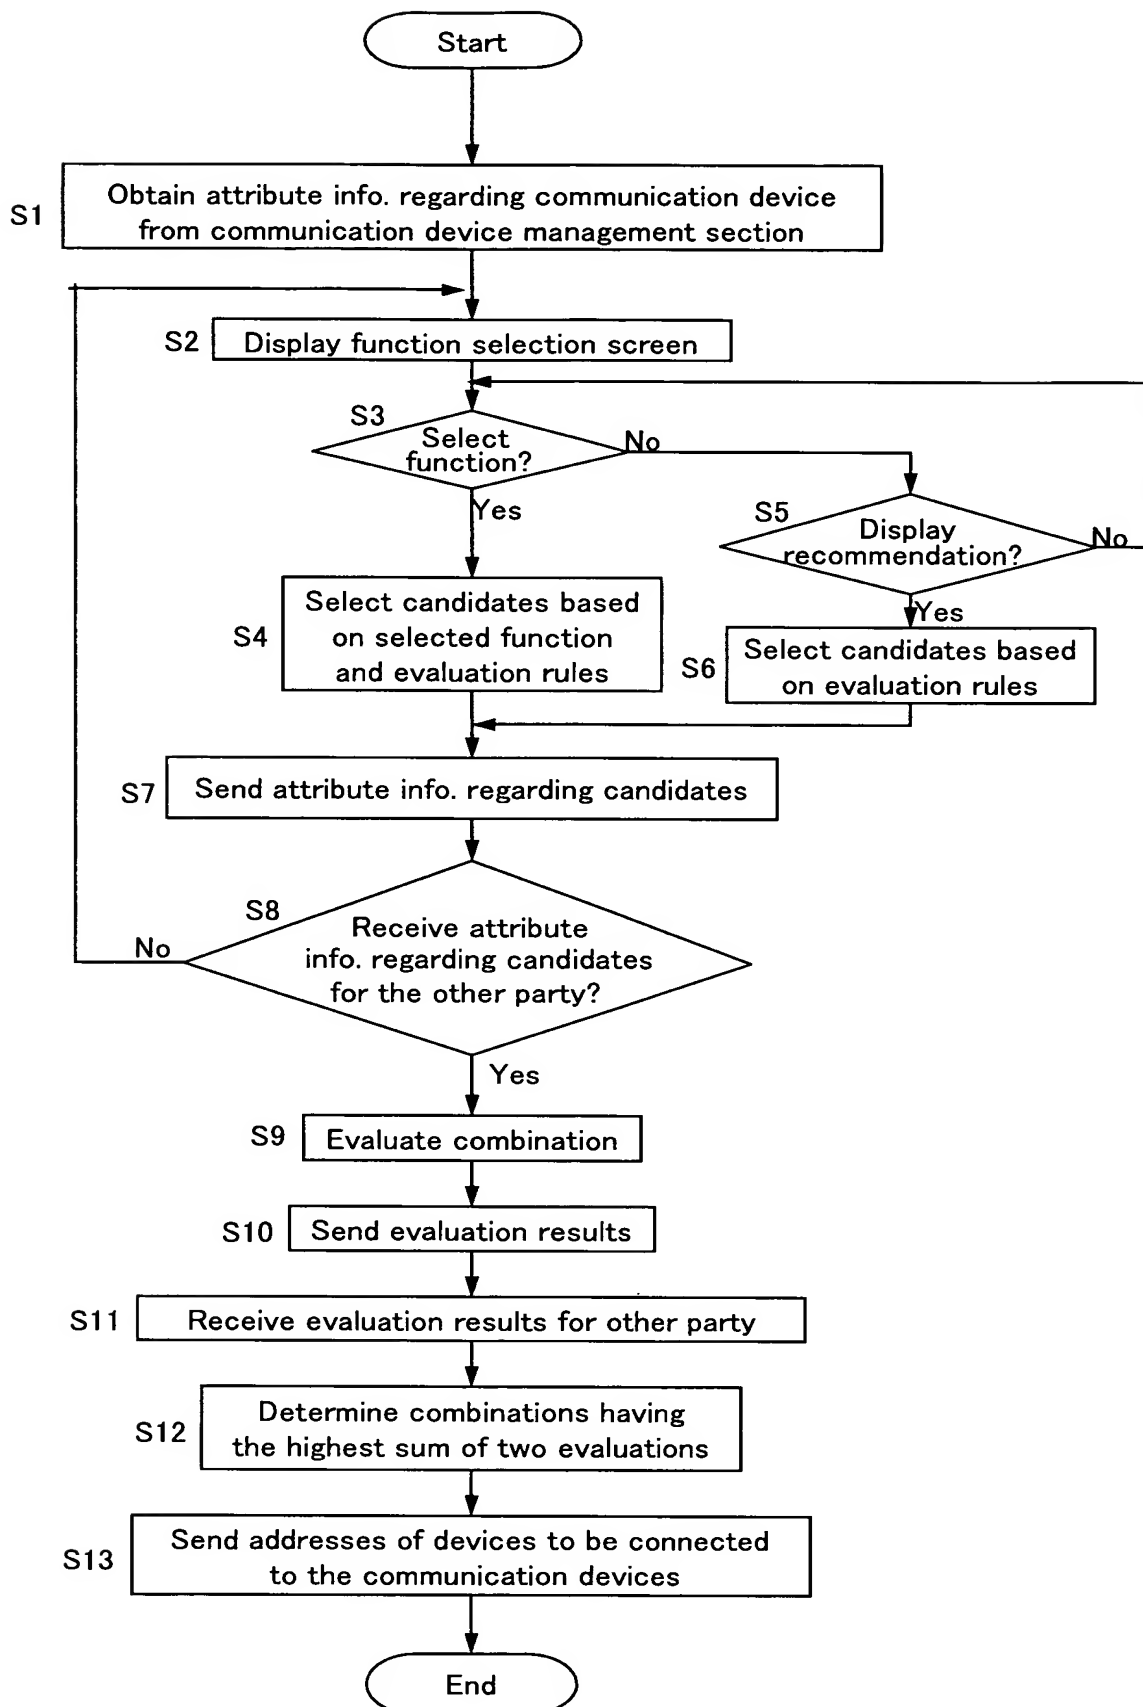 Start
S1
Obtain attribute info. regarding communication device
from communication device management section
S2
Display function selection screen
S3
Select
function?
No
Yes
S5
Display
recommendation?
No
Yes
S4
Select candidates based
on selected function
and evaluation rules
S6
Select candidates based
on evaluation rules
S7
Send attribute info. regarding candidates
S8
Receive attribute
info. regarding candidates
for the other party?
No
Yes
S9
Evaluate combination
S10
Send evaluation results
S11
Receive evaluation results for other party
S12
Determine combinations having
the highest sum of two evaluations
S13
Send addresses of devices to be connected
to the communication devices
End